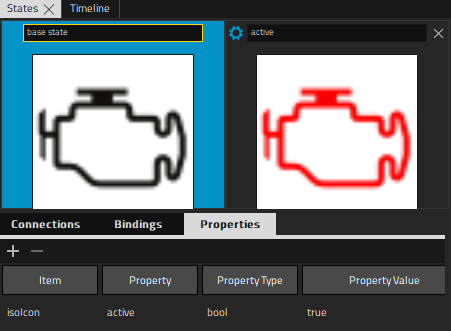 States Timeline
base state active
Connections Bindings Properties
Item Property Property Type Property Value
isoIcon active bool true